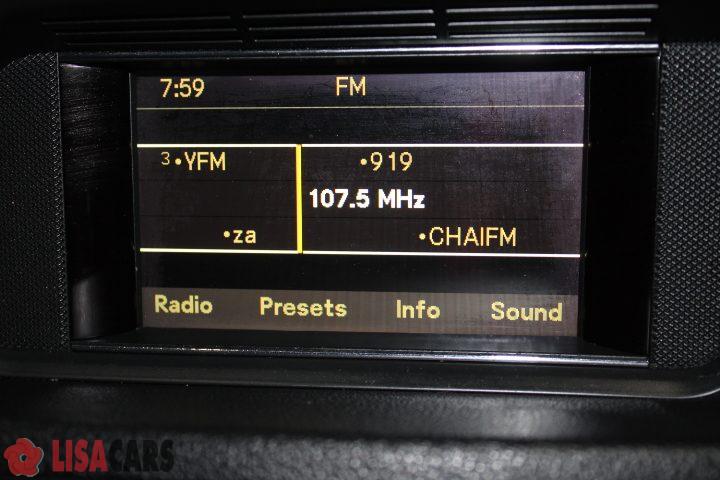 7:59 FM
3•YFM •919
107.5 MHz
•za •CHAIFM
Radio Presets Info Sound
LISACARS